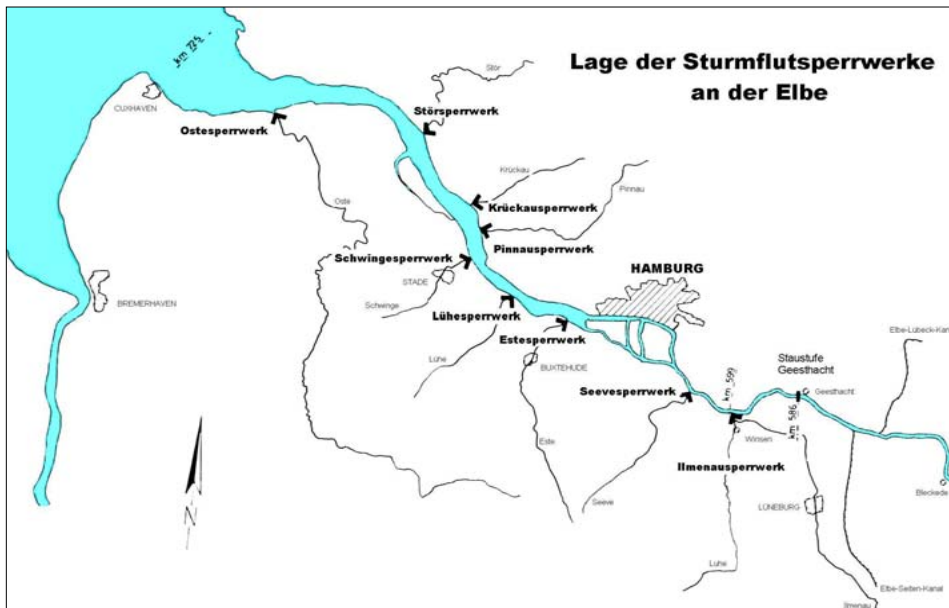 Lage der Sturmflutsperrwerke
an der Elbe
km 725
CUXHAVEN
Ostesperrwerk
Stör
Störsperrwerk
Krückau
Pinnau
Krückausperrwerk
Pinnausperrwerk
Oste
Schwingesperrwerk
STADE
Schwinge
HAMBURG
BREMERHAVEN
Lühesperrwerk
Estesperrwerk
Lühe
BUXTEHUDE
Elbe-Lübeck-Kan
Staustufe
Geesthacht
Geesthacht
km 599
km 586
Seevesperrwerk
Winsen
Ilmenausperrwerk
Este
Seeve
Bleckede
LÜNEBURG
N
Luhe
Elbe-Seiten-Kanal
Ilmenau